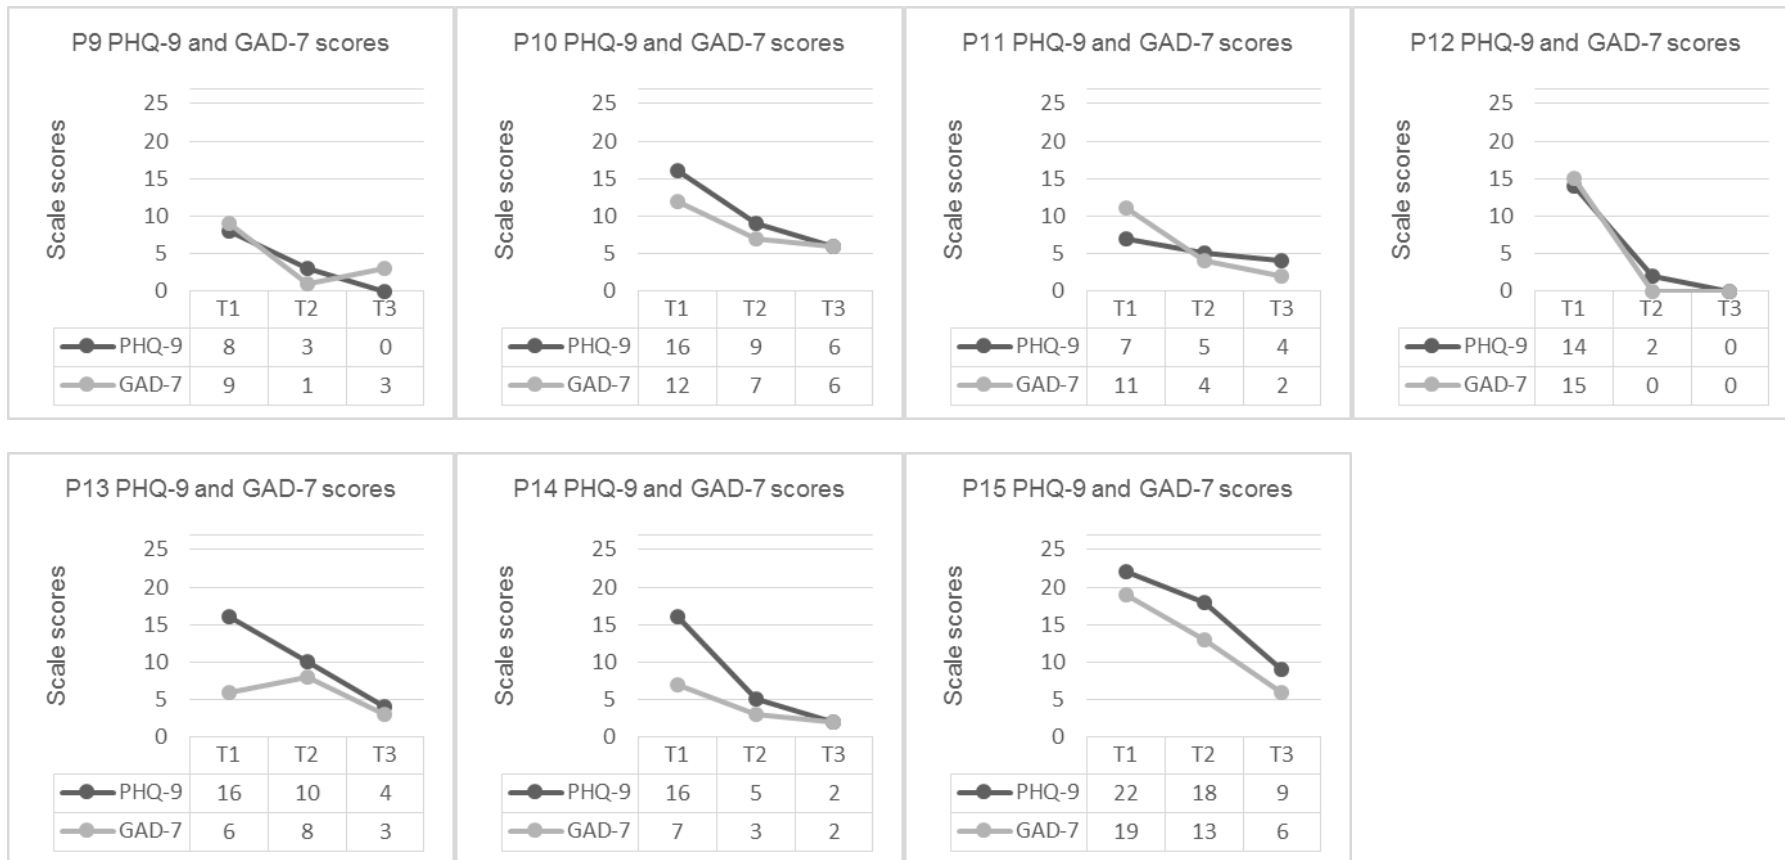 P9 PHQ-9 and GAD-7 scores
Scale scores
25
20
15
10
5
0
T1 T2 T3
PHQ-9 8 3 0
GAD-7 9 1 3
P10 PHQ-9 and GAD-7 scores
Scale scores
25
20
15
10
5
0
T1 T2 T3
PHQ-9 16 9 6
GAD-7 12 7 6
P11 PHQ-9 and GAD-7 scores
Scale scores
25
20
15
10
5
0
T1 T2 T3
PHQ-9 7 5 4
GAD-7 11 4 2
P12 PHQ-9 and GAD-7 scores
Scale scores
25
20
15
10
5
0
T1 T2 T3
PHQ-9 14 2 0
GAD-7 15 0 0
P13 PHQ-9 and GAD-7 scores
Scale scores
25
20
15
10
5
0
T1 T2 T3
PHQ-9 16 10 4
GAD-7 6 8 3
P14 PHQ-9 and GAD-7 scores
Scale scores
25
20
15
10
5
0
T1 T2 T3
PHQ-9 16 5 2
GAD-7 7 3 2
P15 PHQ-9 and GAD-7 scores
Scale scores
25
20
15
10
5
0
T1 T2 T3
PHQ-9 22 18 9
GAD-7 19 13 6